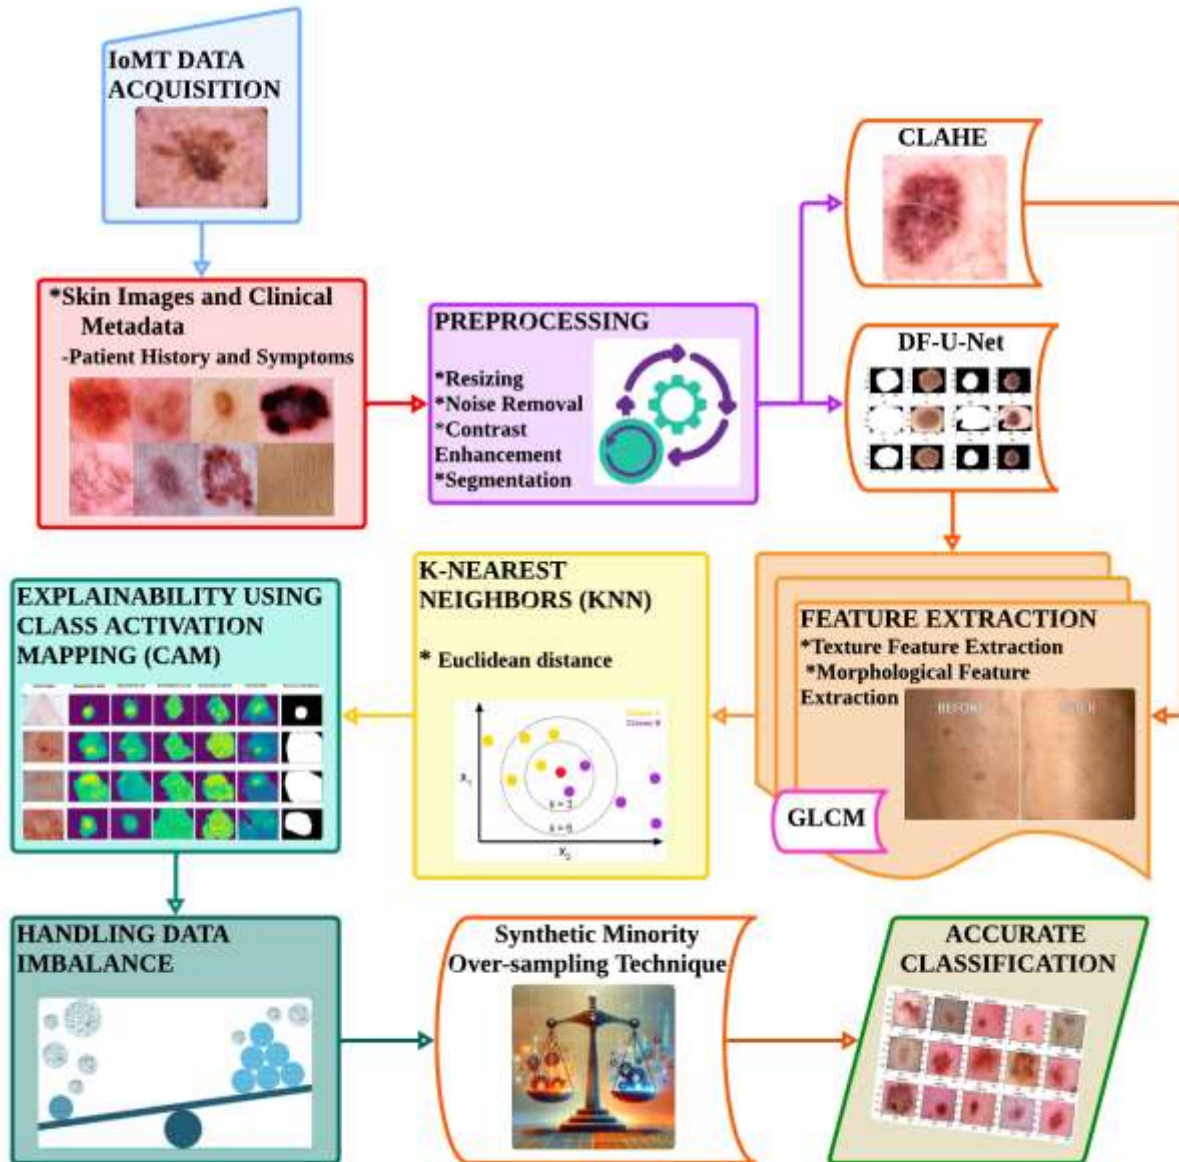 IoMT DATA
ACQUISITION
*Skin Images and Clinical
Metadata
-Patient History and Symptoms
PREPROCESSING
*Resizing
*Noise Removal
*Contrast
Enhancement
*Segmentation
CLAHE
DF-U-Net
FEATURE EXTRACTION
*Texture Feature Extraction
*Morphological Feature
Extraction
BEFORE
GLCM
K-NEAREST
NEIGHBORS (KNN)
* Euclidean distance
X₁
X₂
EXPLAINABILITY USING
CLASS ACTIVATION
MAPPING (CAM)
HANDLING DATA
IMBALANCE
Synthetic Minority
Over-sampling Technique
ACCURATE
CLASSIFICATION